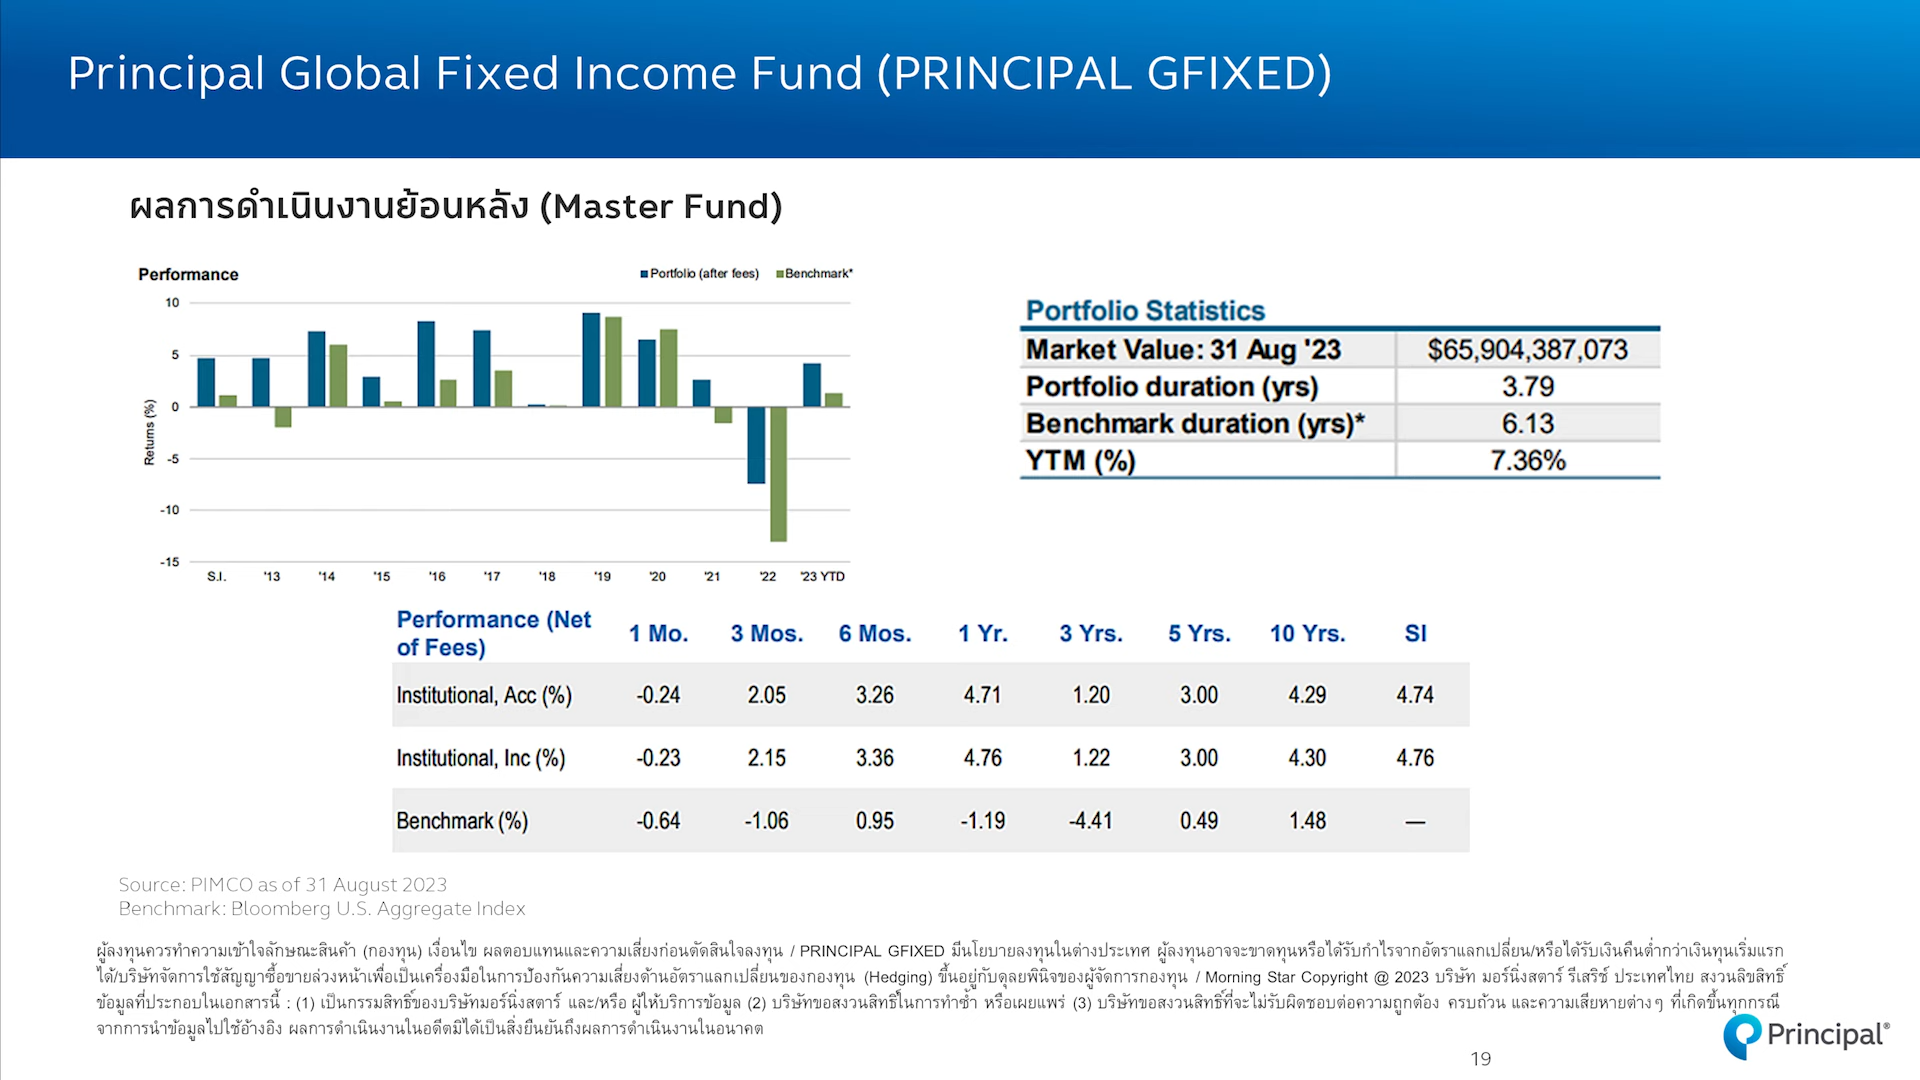 Principal Global Fixed Income Fund (PRINCIPAL GFIXED)
ผลการดำเนินงานย้อนหลัง (Master Fund)
Performance
Portfolio (after fees) Benchmark*
10
5
0
-5
-10
-15
Returns (%)
S.I. '13 '14 '15 '16 '17 '18 '19 '20 '21 '22 '23 YTD
Portfolio Statistics
Market Value: 31 Aug '23 $65,904,387,073
Portfolio duration (yrs) 3.79
Benchmark duration (yrs)* 6.13
YTM (%) 7.36%
Performance (Net of Fees) 1 Mo. 3 Mos. 6 Mos. 1 Yr. 3 Yrs. 5 Yrs. 10 Yrs. SI
Institutional, Acc (%) -0.24 2.05 3.26 4.71 1.20 3.00 4.29 4.74
Institutional, Inc (%) -0.23 2.15 3.36 4.76 1.22 3.00 4.30 4.76
Benchmark (%) -0.64 -1.06 0.95 -1.19 -4.41 0.49 1.48 —
Source: PIMCO as of 31 August 2023
Benchmark: Bloomberg U.S. Aggregate Index
ผู้ลงทุนควรทำความเข้าใจลักษณะสินค้า (กองทุน) เงื่อนไข ผลตอบแทนและความเสี่ยงก่อนตัดสินใจลงทุน / PRINCIPAL GFIXED มีนโยบายลงทุนในต่างประเทศ ผู้ลงทุนอาจจะขาดทุนหรือได้รับกำไรจากอัตราแลกเปลี่ยน/หรือได้รับเงินคืนต่ำกว่าเงินทุนเริ่มแรก
ได้/บริษัทจัดการใช้สัญญาซื้อขายล่วงหน้าเพื่อเป็นเครื่องมือในการป้องกันความเสี่ยงด้านอัตราแลกเปลี่ยนของกองทุน (Hedging) ขึ้นอยู่กับดุลยพินิจของผู้จัดการกองทุน / Morning Star Copyright @ 2023 บริษัท มอร์นิ่งสตาร์ รีเสริช์ ประเทศไทย สงวนลิขสิทธิ์
ข้อมูลที่ประกอบในเอกสารนี้ : (1) เป็นกรรมสิทธิ์ของบริษัทมอร์นิ่งสตาร์ และ/หรือ ผู้ให้บริการข้อมูล (2) บริษัทขอสงวนสิทธิ์ในการทำซ้ำ หรือเผยแพร่ (3) บริษัทขอสงวนสิทธิ์ที่จะไม่รับผิดชอบต่อความถูกต้อง ครบถ้วน และความเสียหายต่างๆ ที่เกิดขึ้นทุกกรณี
จากการนำข้อมูลไปใช้อ้างอิง ผลการดำเนินงานในอดีตมิได้เป็นสิ่งยืนยันถึงผลการดำเนินงานในอนาคต
Principal®
19